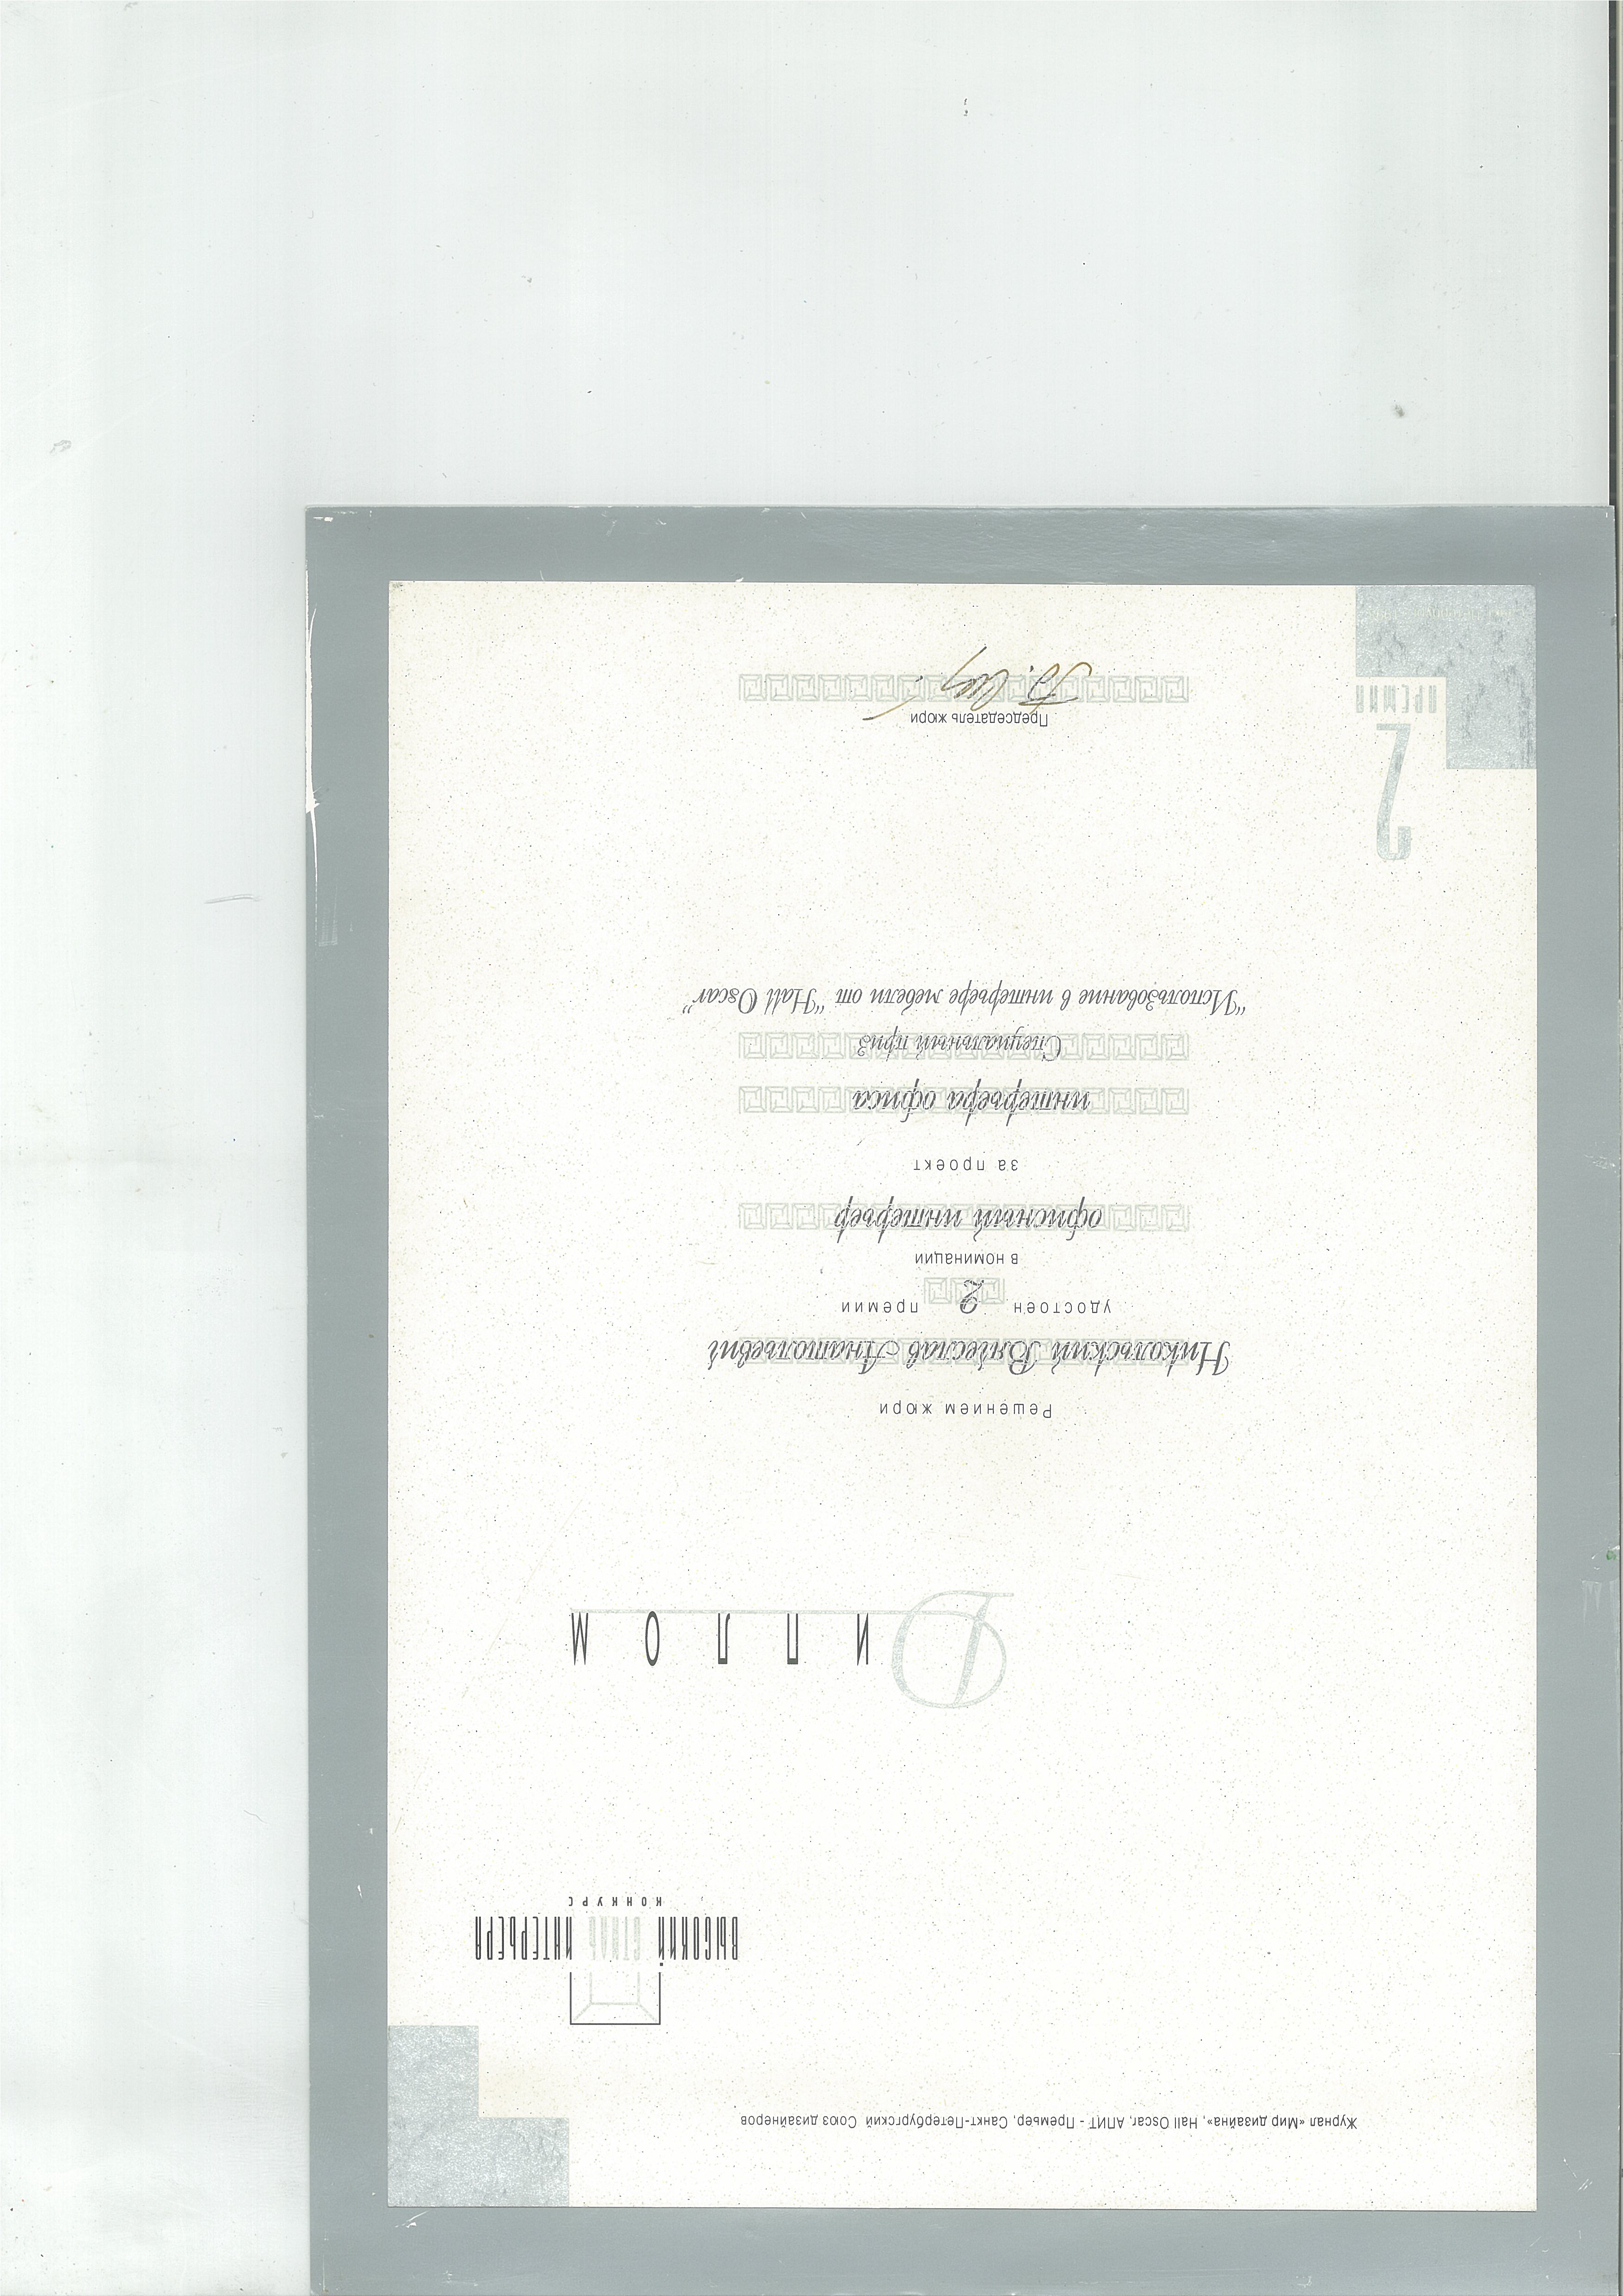 Журнал «Мир дизайна», Hall Oscar, АПИТ - Премьер, Санкт-Петербургский Союз дизайнеров
ВЫСОКИЙ СТИЛЬ ИНТЕРЬЕРА
КОНКУРС
ДИПЛОМ
Решением жюри
Никольский Вячеслав Анатольевич
удостоен 2 премии
в номинации
офисный интерьер
за проект
интерьера офиса
Специальный приз
"Использование в интерьере мебели от "Hall Oscar"
2
ПРЕМИЯ
Председатель жюри